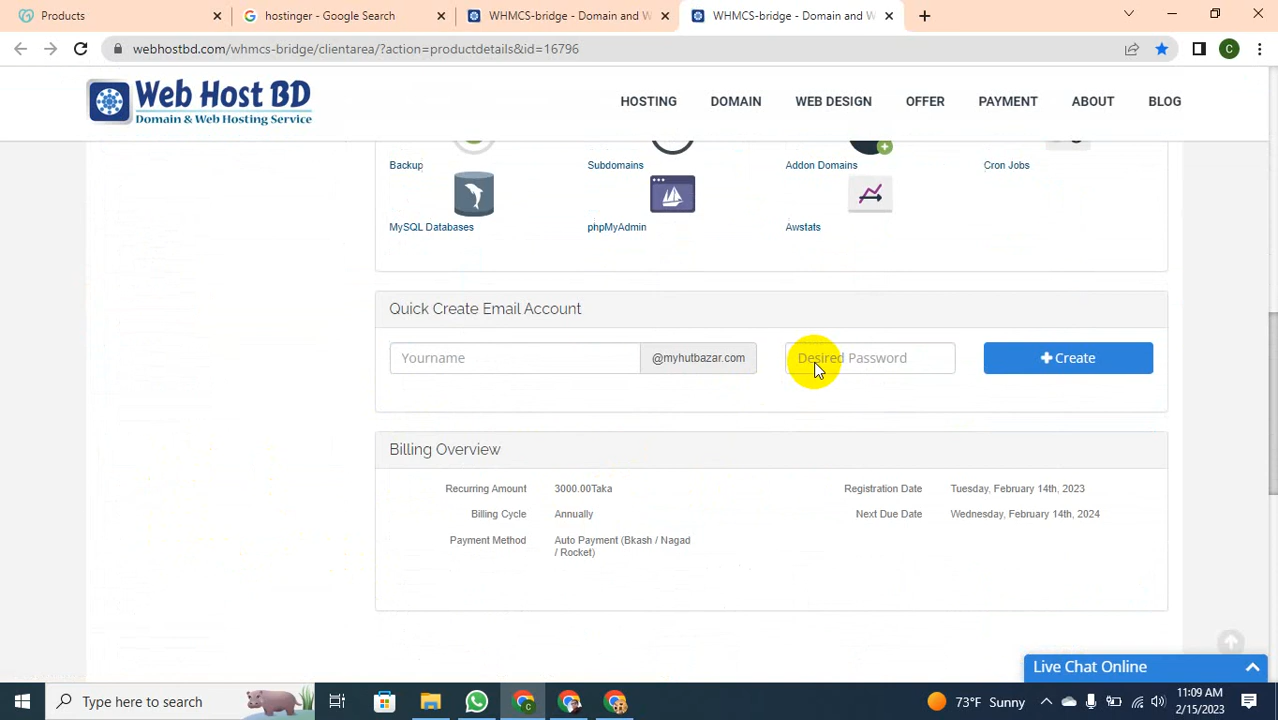 Products
hostinger - Google Search
WHMCS-bridge - Domain and W
WHMCS-bridge - Domain and W
webhostbd.com/whmcs-bridge/clientarea/?action=productdetails&id=16796
C
Web Host BD
Domain & Web Hosting Service
HOSTING
DOMAIN
WEB DESIGN
OFFER
PAYMENT
ABOUT
BLOG
Backup
Subdomains
Addon Domains
Cron Jobs
MySQL Databases
phpMyAdmin
Awstats
Quick Create Email Account
Yourname
@myhutbazar.com
Desired Password
Create
Billing Overview
Recurring Amount
3000.00Taka
Registration Date
Tuesday, February 14th, 2023
Billing Cycle
Annually
Next Due Date
Wednesday, February 14th, 2024
Payment Method
Auto Payment (Bkash / Nagad
/ Rocket)
Live Chat Online
Type here to search
73°F Sunny
11:09 AM
2/15/2023